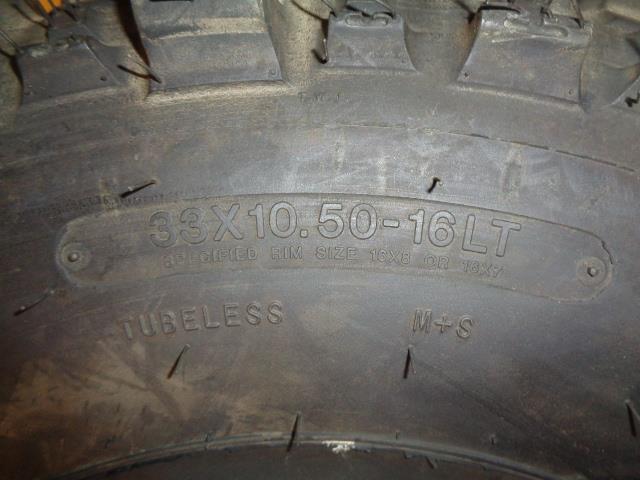 33X10.50-16LT
SPECIFIED RIM SIZE 16X8 OR 16X7
TUBELESS M+S